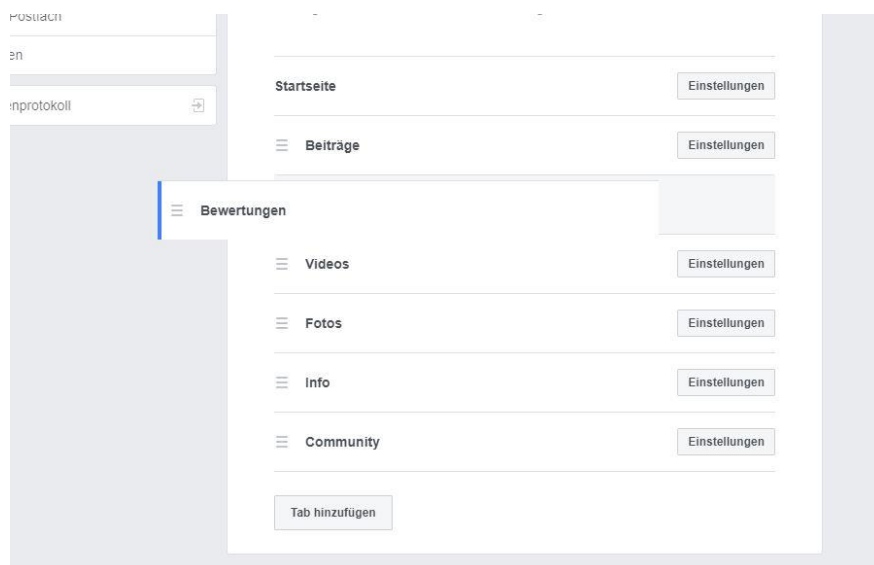 Postfach
en
enprotokoll
Startseite Einstellungen
Beiträge Einstellungen
Bewertungen
Videos Einstellungen
Fotos Einstellungen
Info Einstellungen
Community Einstellungen
Tab hinzufügen